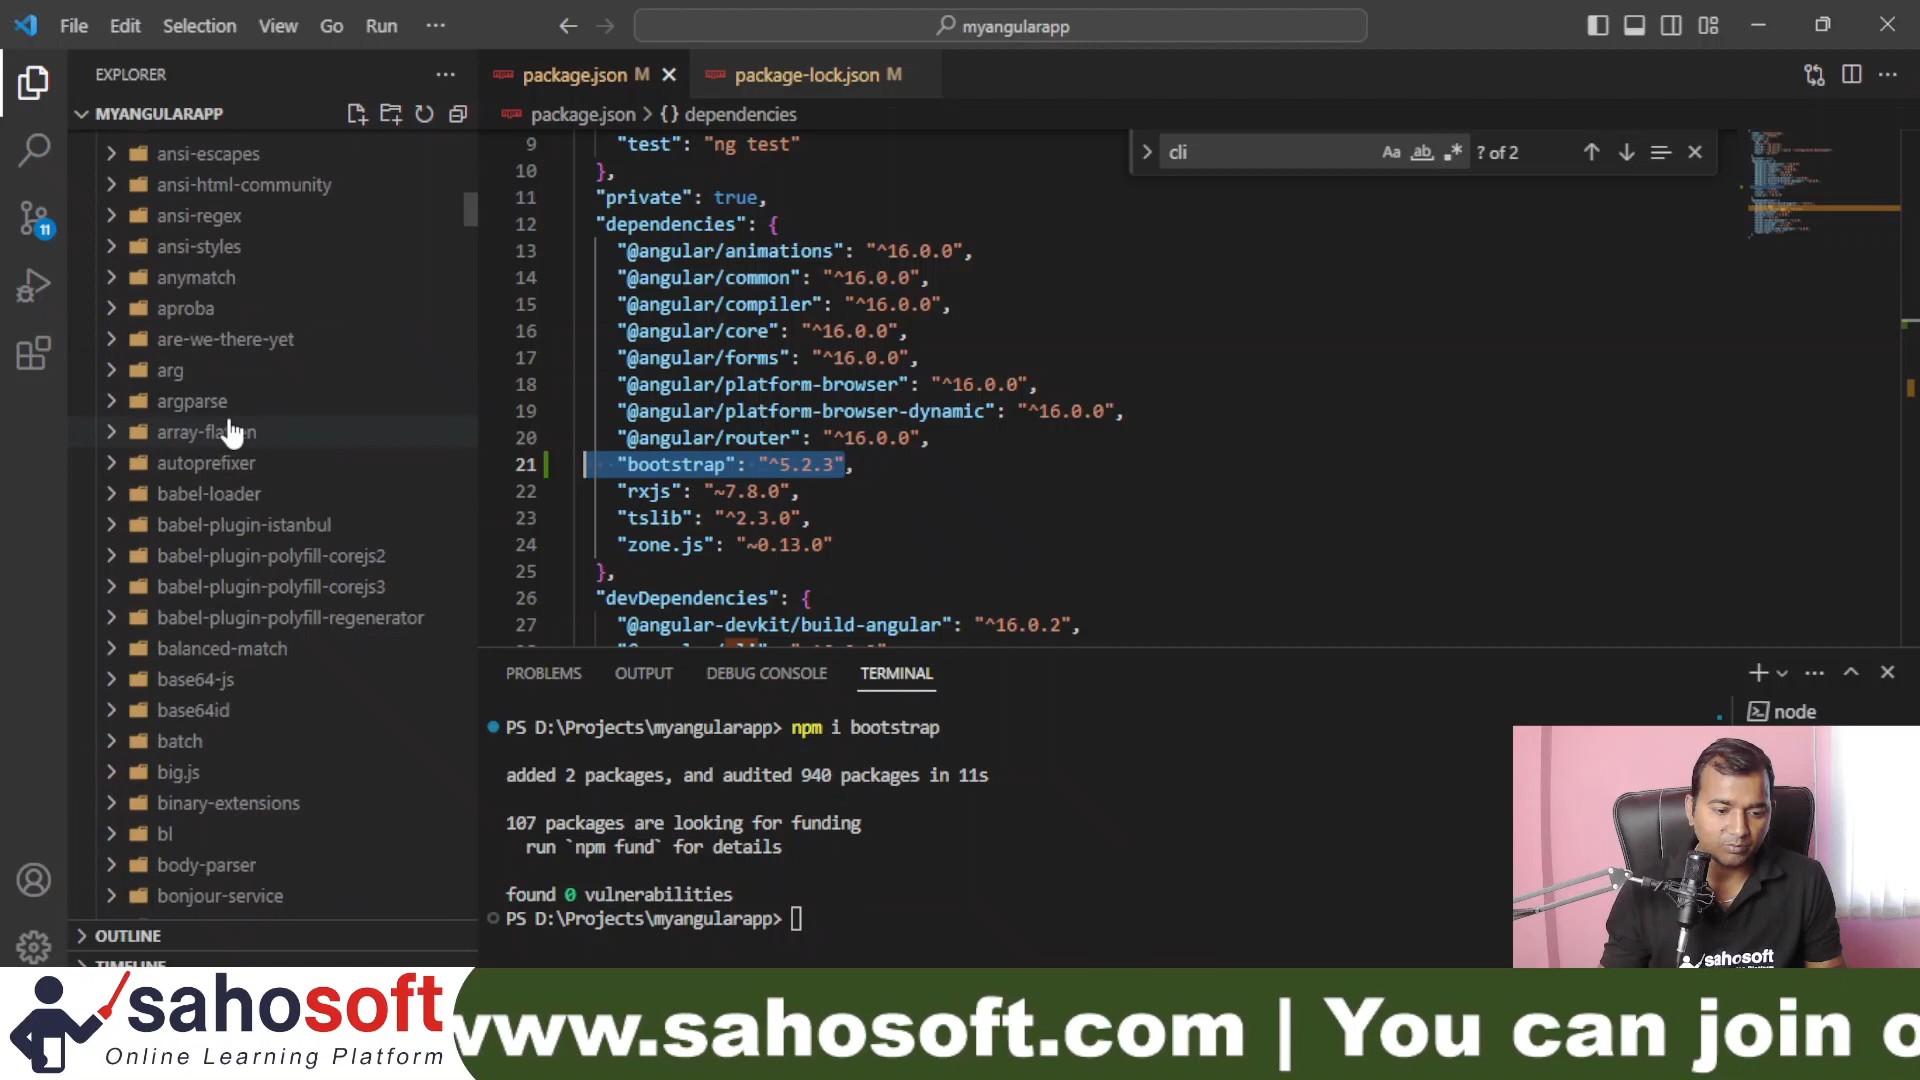 File Edit Selection View Go Run ···
myangularapp
EXPLORER
MYANGULARAPP
ansi-escapes
ansi-html-community
ansi-regex
ansi-styles
anymatch
aproba
are-we-there-yet
arg
argparse
autoprefixer
babel-loader
babel-plugin-istanbul
babel-plugin-polyfill-corejs2
babel-plugin-polyfill-corejs3
babel-plugin-polyfill-regenerator
balanced-match
base64-js
base64id
batch
big.js
binary-extensions
bl
body-parser
bonjour-service
OUTLINE
TIMELINE
11
package.json M
package-lock.json M
package.json > {} dependencies
cli
Aa ab .* ? of 2
9 "test": "ng test"
10 },
11 "private": true,
12 "dependencies": {
13 "@angular/animations": "^16.0.0",
14 "@angular/common": "^16.0.0",
15 "@angular/compiler": "^16.0.0",
16 "@angular/core": "^16.0.0",
17 "@angular/forms": "^16.0.0",
18 "@angular/platform-browser": "^16.0.0",
19 "@angular/platform-browser-dynamic": "^16.0.0",
20 "@angular/router": "^16.0.0",
21 "bootstrap": "^5.2.3",
22 "rxjs": "~7.8.0",
23 "tslib": "^2.3.0",
24 "zone.js": "~0.13.0"
25 },
26 "devDependencies": {
27 "@angular-devkit/build-angular": "^16.0.2",
PROBLEMS OUTPUT DEBUG CONSOLE TERMINAL
PS D:\Projects\myangularapp> npm i bootstrap
added 2 packages, and audited 940 packages in 11s
107 packages are looking for funding
run `npm fund` for details
found 0 vulnerabilities
PS D:\Projects\myangularapp>
node
sahosoft
sahosoft
Online Learning Platform
www.sahosoft.com | You can join